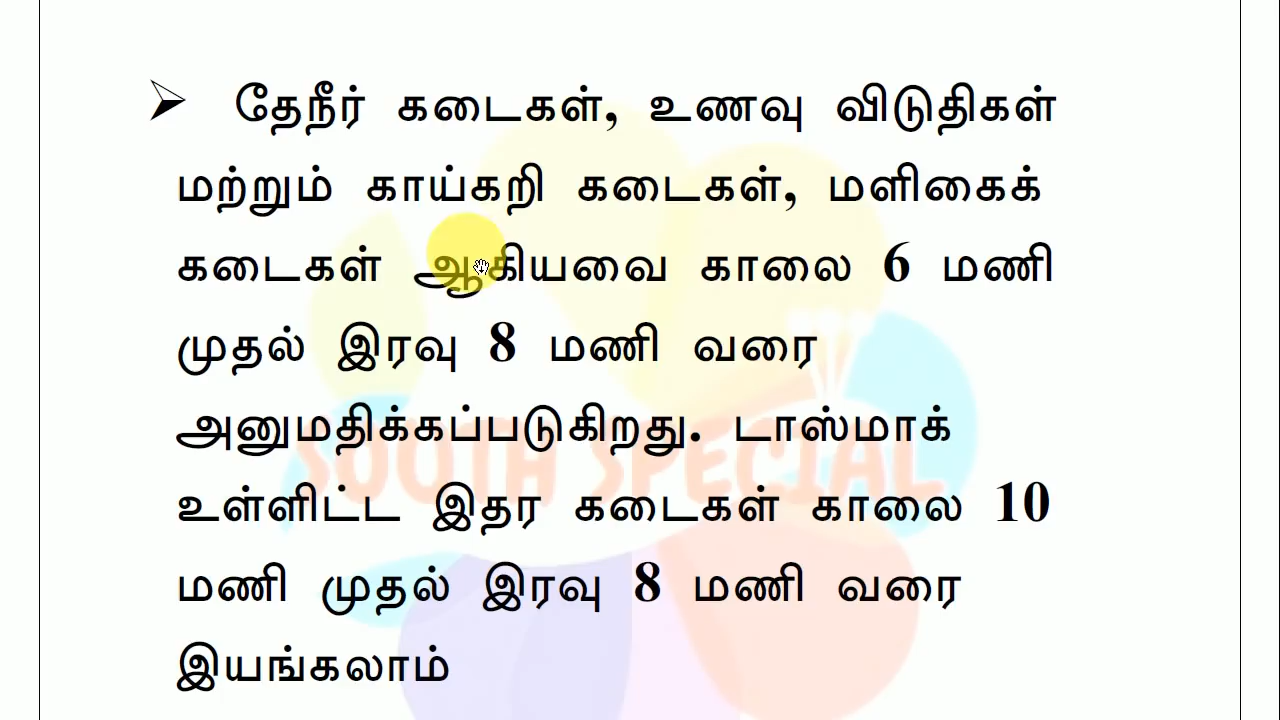 ➢ தேநீர் கடைகள், உணவு விடுதிகள்
மற்றும் காய்கறி கடைகள், மளிகைக்
கடைகள் ஆகியவை காலை 6 மணி
முதல் இரவு 8 மணி வரை
அனுமதிக்கப்படுகிறது. டாஸ்மாக்
SOOTH SPECIAL
உள்ளிட்ட இதர கடைகள் காலை 10
மணி முதல் இரவு 8 மணி வரை
இயங்கலாம்